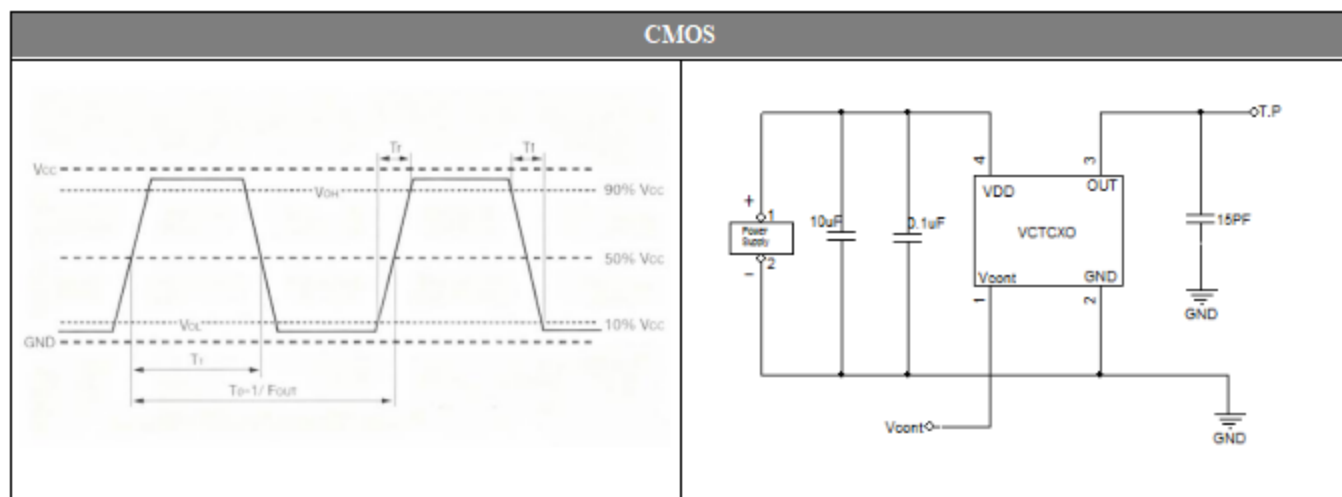 CMOS
Tr
Tf
Vcc
VOH
90% Vcc
50% Vcc
VOL
10% Vcc
GND
T1
T0=1/ Fout
T.P
4
3
VDD
OUT
+
1
Power
Supply
2
−
10uF
0.1uF
VCTCXO
15PF
Vcont
GND
1
2
GND
Vcont
GND